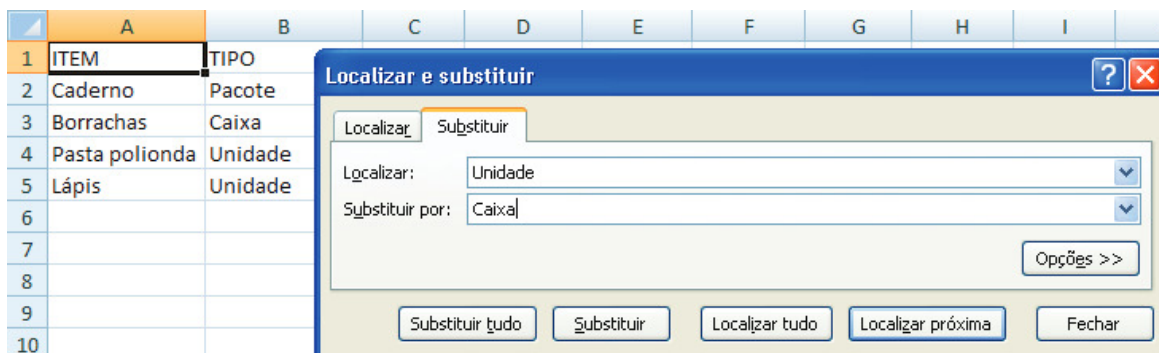 A B C D E F G H I
1 ITEM TIPO
2 Caderno Pacote
3 Borrachas Caixa
4 Pasta polionda Unidade
5 Lápis Unidade
6
7
8
9
10
Localizar e substituir
Localizar Substituir
Localizar: Unidade
Substituir por: Caixa
Opções >>
Substituir tudo Substituir Localizar tudo Localizar próxima Fechar